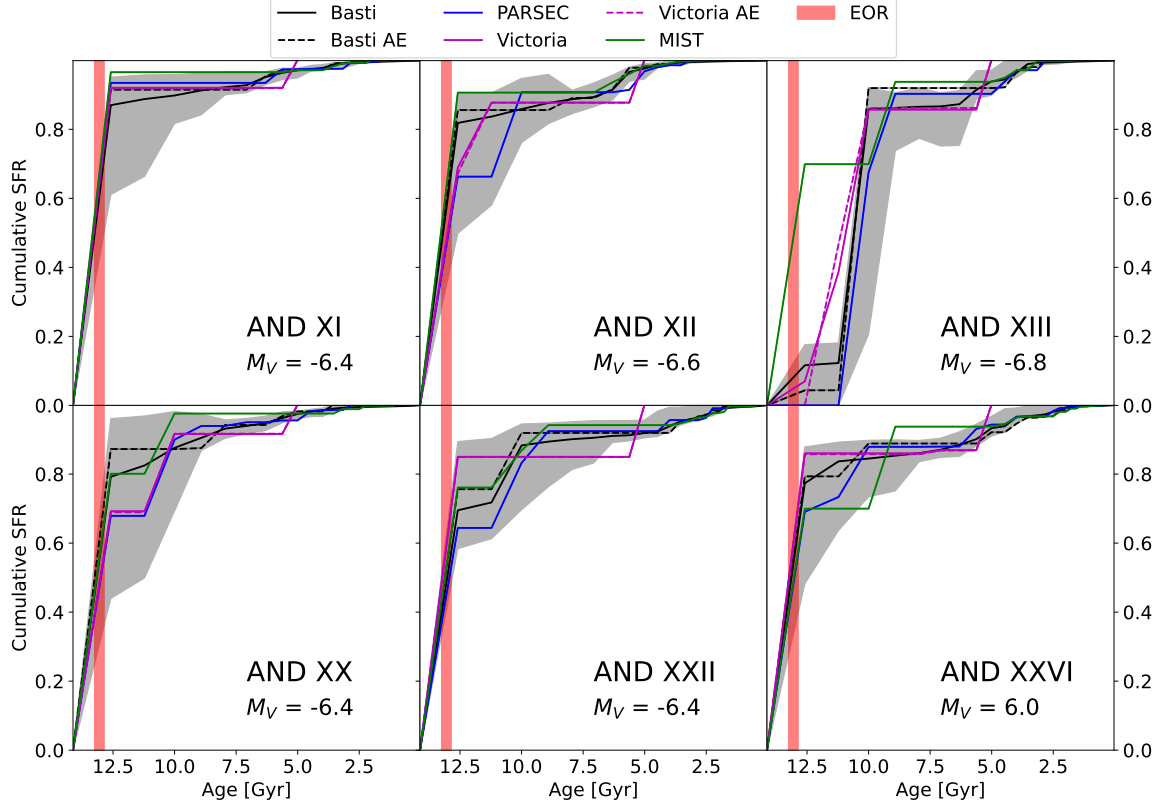 Basti PARSEC Victoria AE EOR
Basti AE Victoria MIST
Cumulative SFR
0.8
0.6
0.4
0.2
0.0
AND XI
M_V = -6.4
AND XII
M_V = -6.6
AND XIII
M_V = -6.8
0.8
0.6
0.4
0.2
0.0
Cumulative SFR
0.8
0.6
0.4
0.2
0.0
AND XX
M_V = -6.4
AND XXII
M_V = -6.4
AND XXVI
M_V = 6.0
0.8
0.6
0.4
0.2
0.0
12.5 10.0 7.5 5.0 2.5
Age [Gyr]
12.5 10.0 7.5 5.0 2.5
Age [Gyr]
12.5 10.0 7.5 5.0 2.5
Age [Gyr]